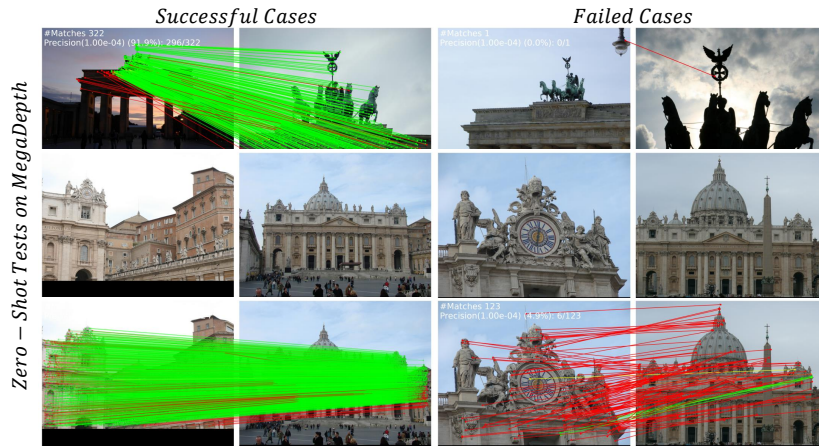 Successful Cases
Failed Cases
Zero − Shot Tests on MegaDepth
#Matches 322
Precision(1.00e-04) (91.9%): 296/322
#Matches 1
Precision(1.00e-04) (0.0%): 0/1
#Matches 123
Precision(1.00e-04) (4.9%): 6/123